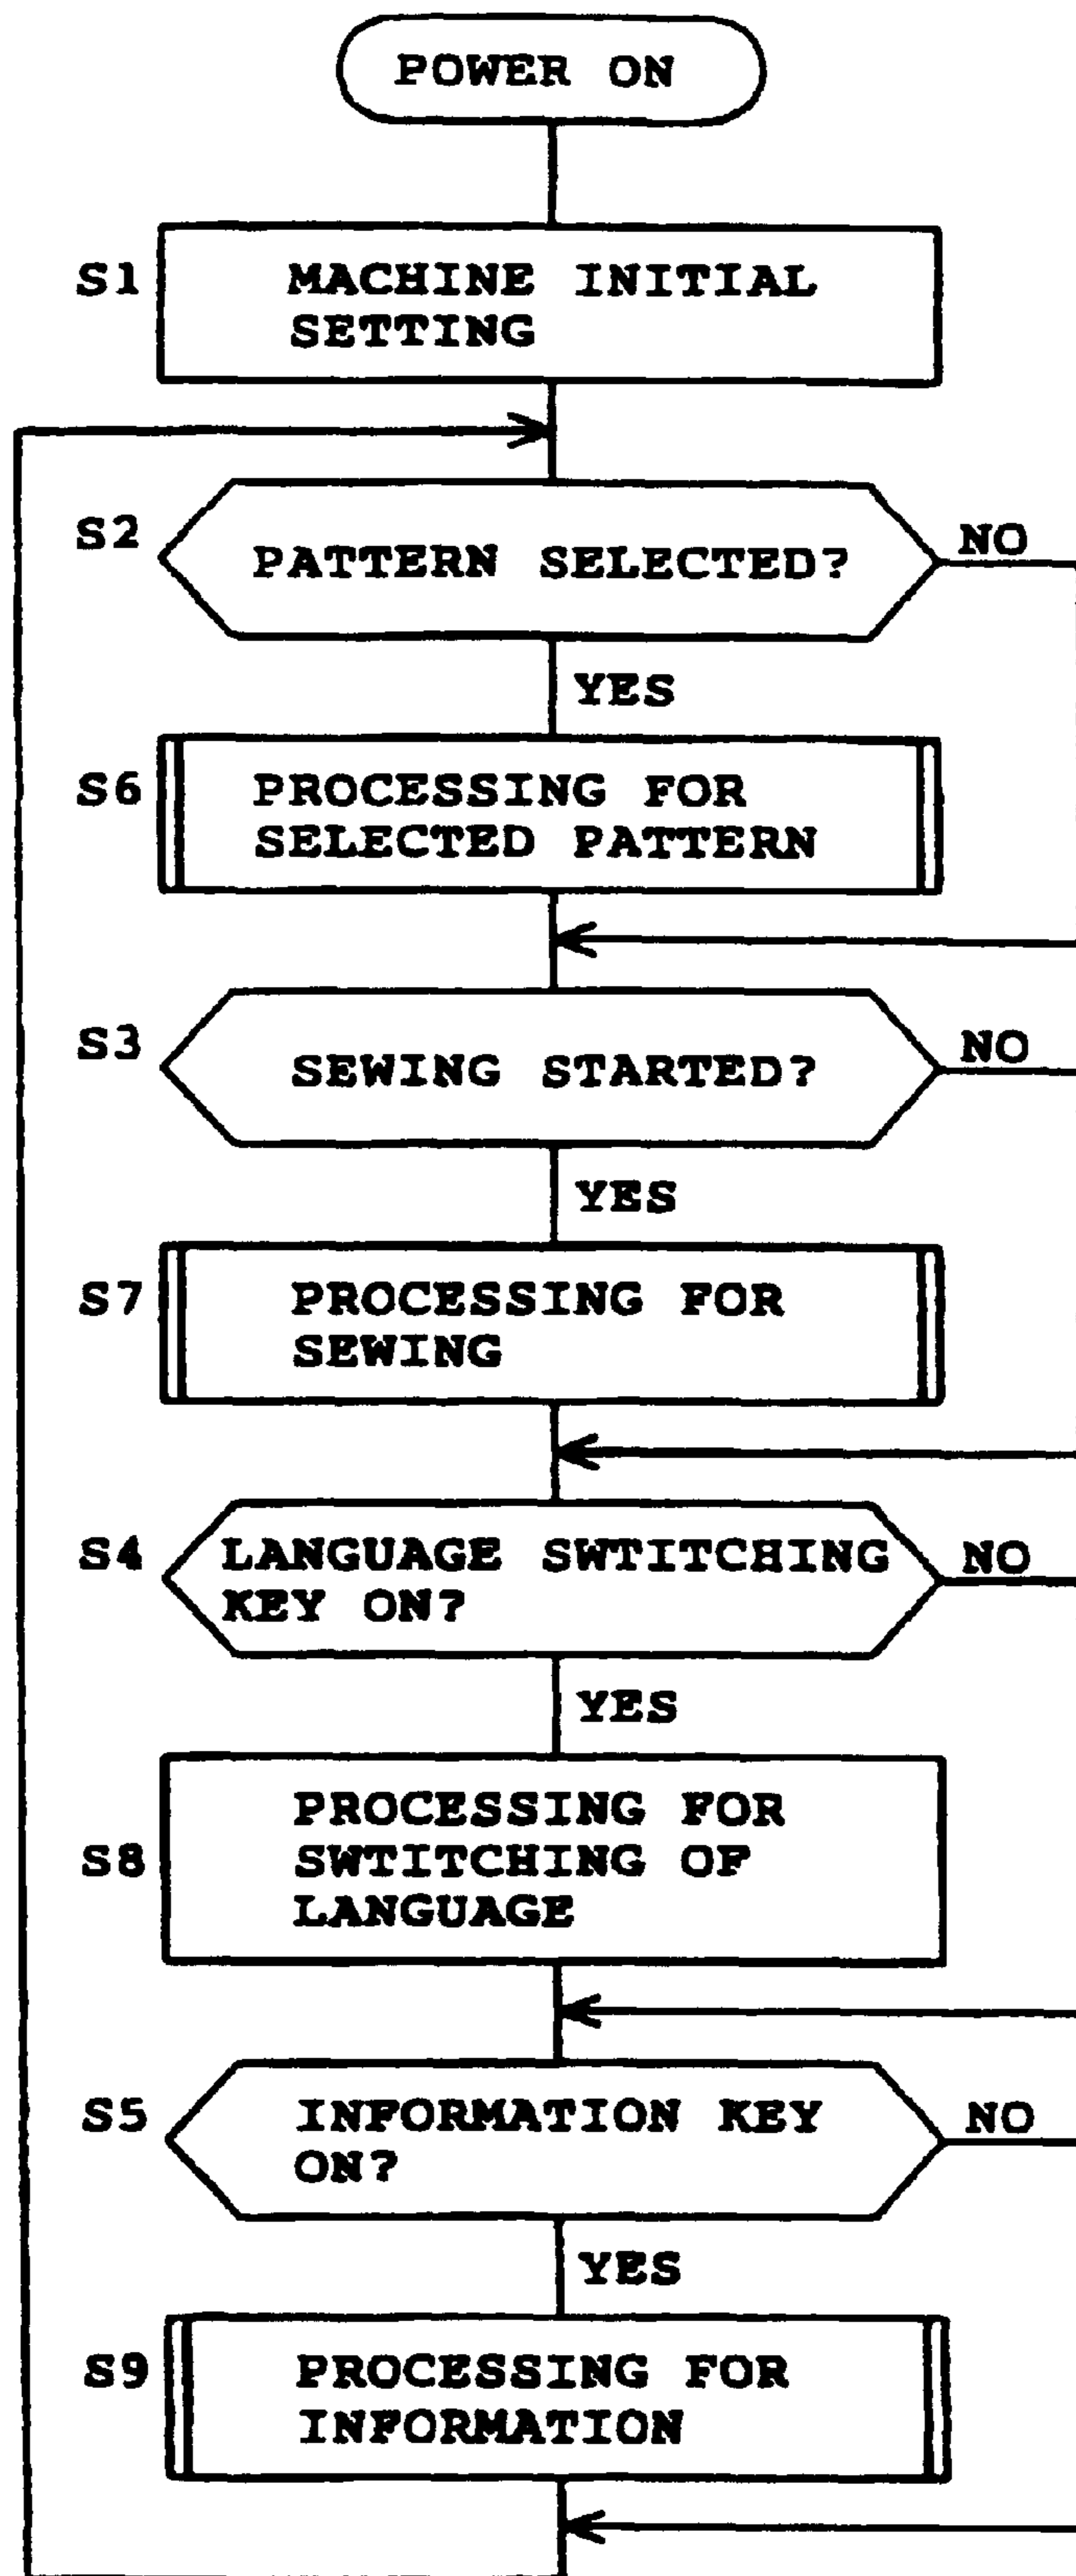 POWER ON
S1
MACHINE INITIAL
SETTING
S2
PATTERN SELECTED?
NO
YES
S6
PROCESSING FOR
SELECTED PATTERN
S3
SEWING STARTED?
NO
YES
S7
PROCESSING FOR
SEWING
S4
LANGUAGE SWTITCHING
KEY ON?
NO
YES
S8
PROCESSING FOR
SWTITCHING OF
LANGUAGE
S5
INFORMATION KEY
ON?
NO
YES
S9
PROCESSING FOR
INFORMATION